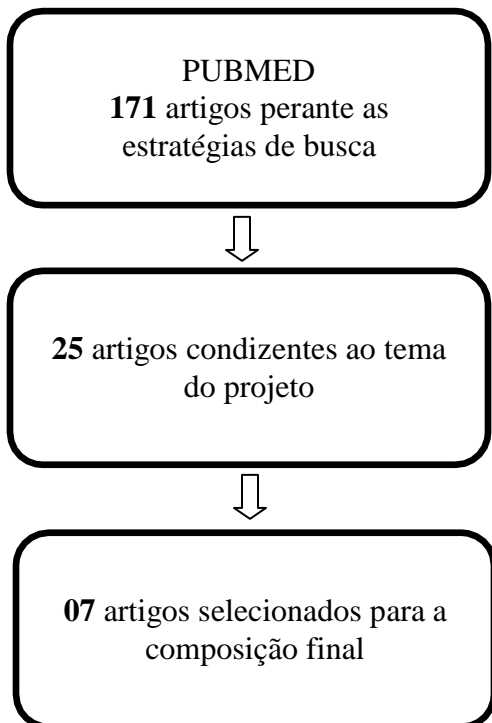 PUBMED
171 artigos perante as
estratégias de busca
25 artigos condizentes ao tema
do projeto
07 artigos selecionados para a
composição final